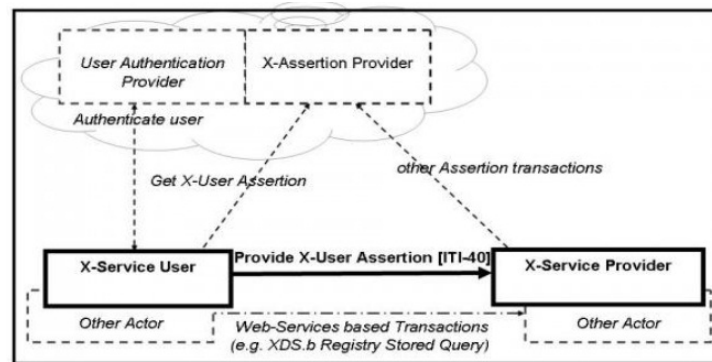 User Authentication
Provider
X-Assertion Provider
Authenticate user
Get X-User Assertion
other Assertion transactions
Provide X-User Assertion [ITI-40]
X-Service User
X-Service Provider
Other Actor
Web-Services based Transactions
(e.g. XDS.b Registry Stored Query)
Other Actor